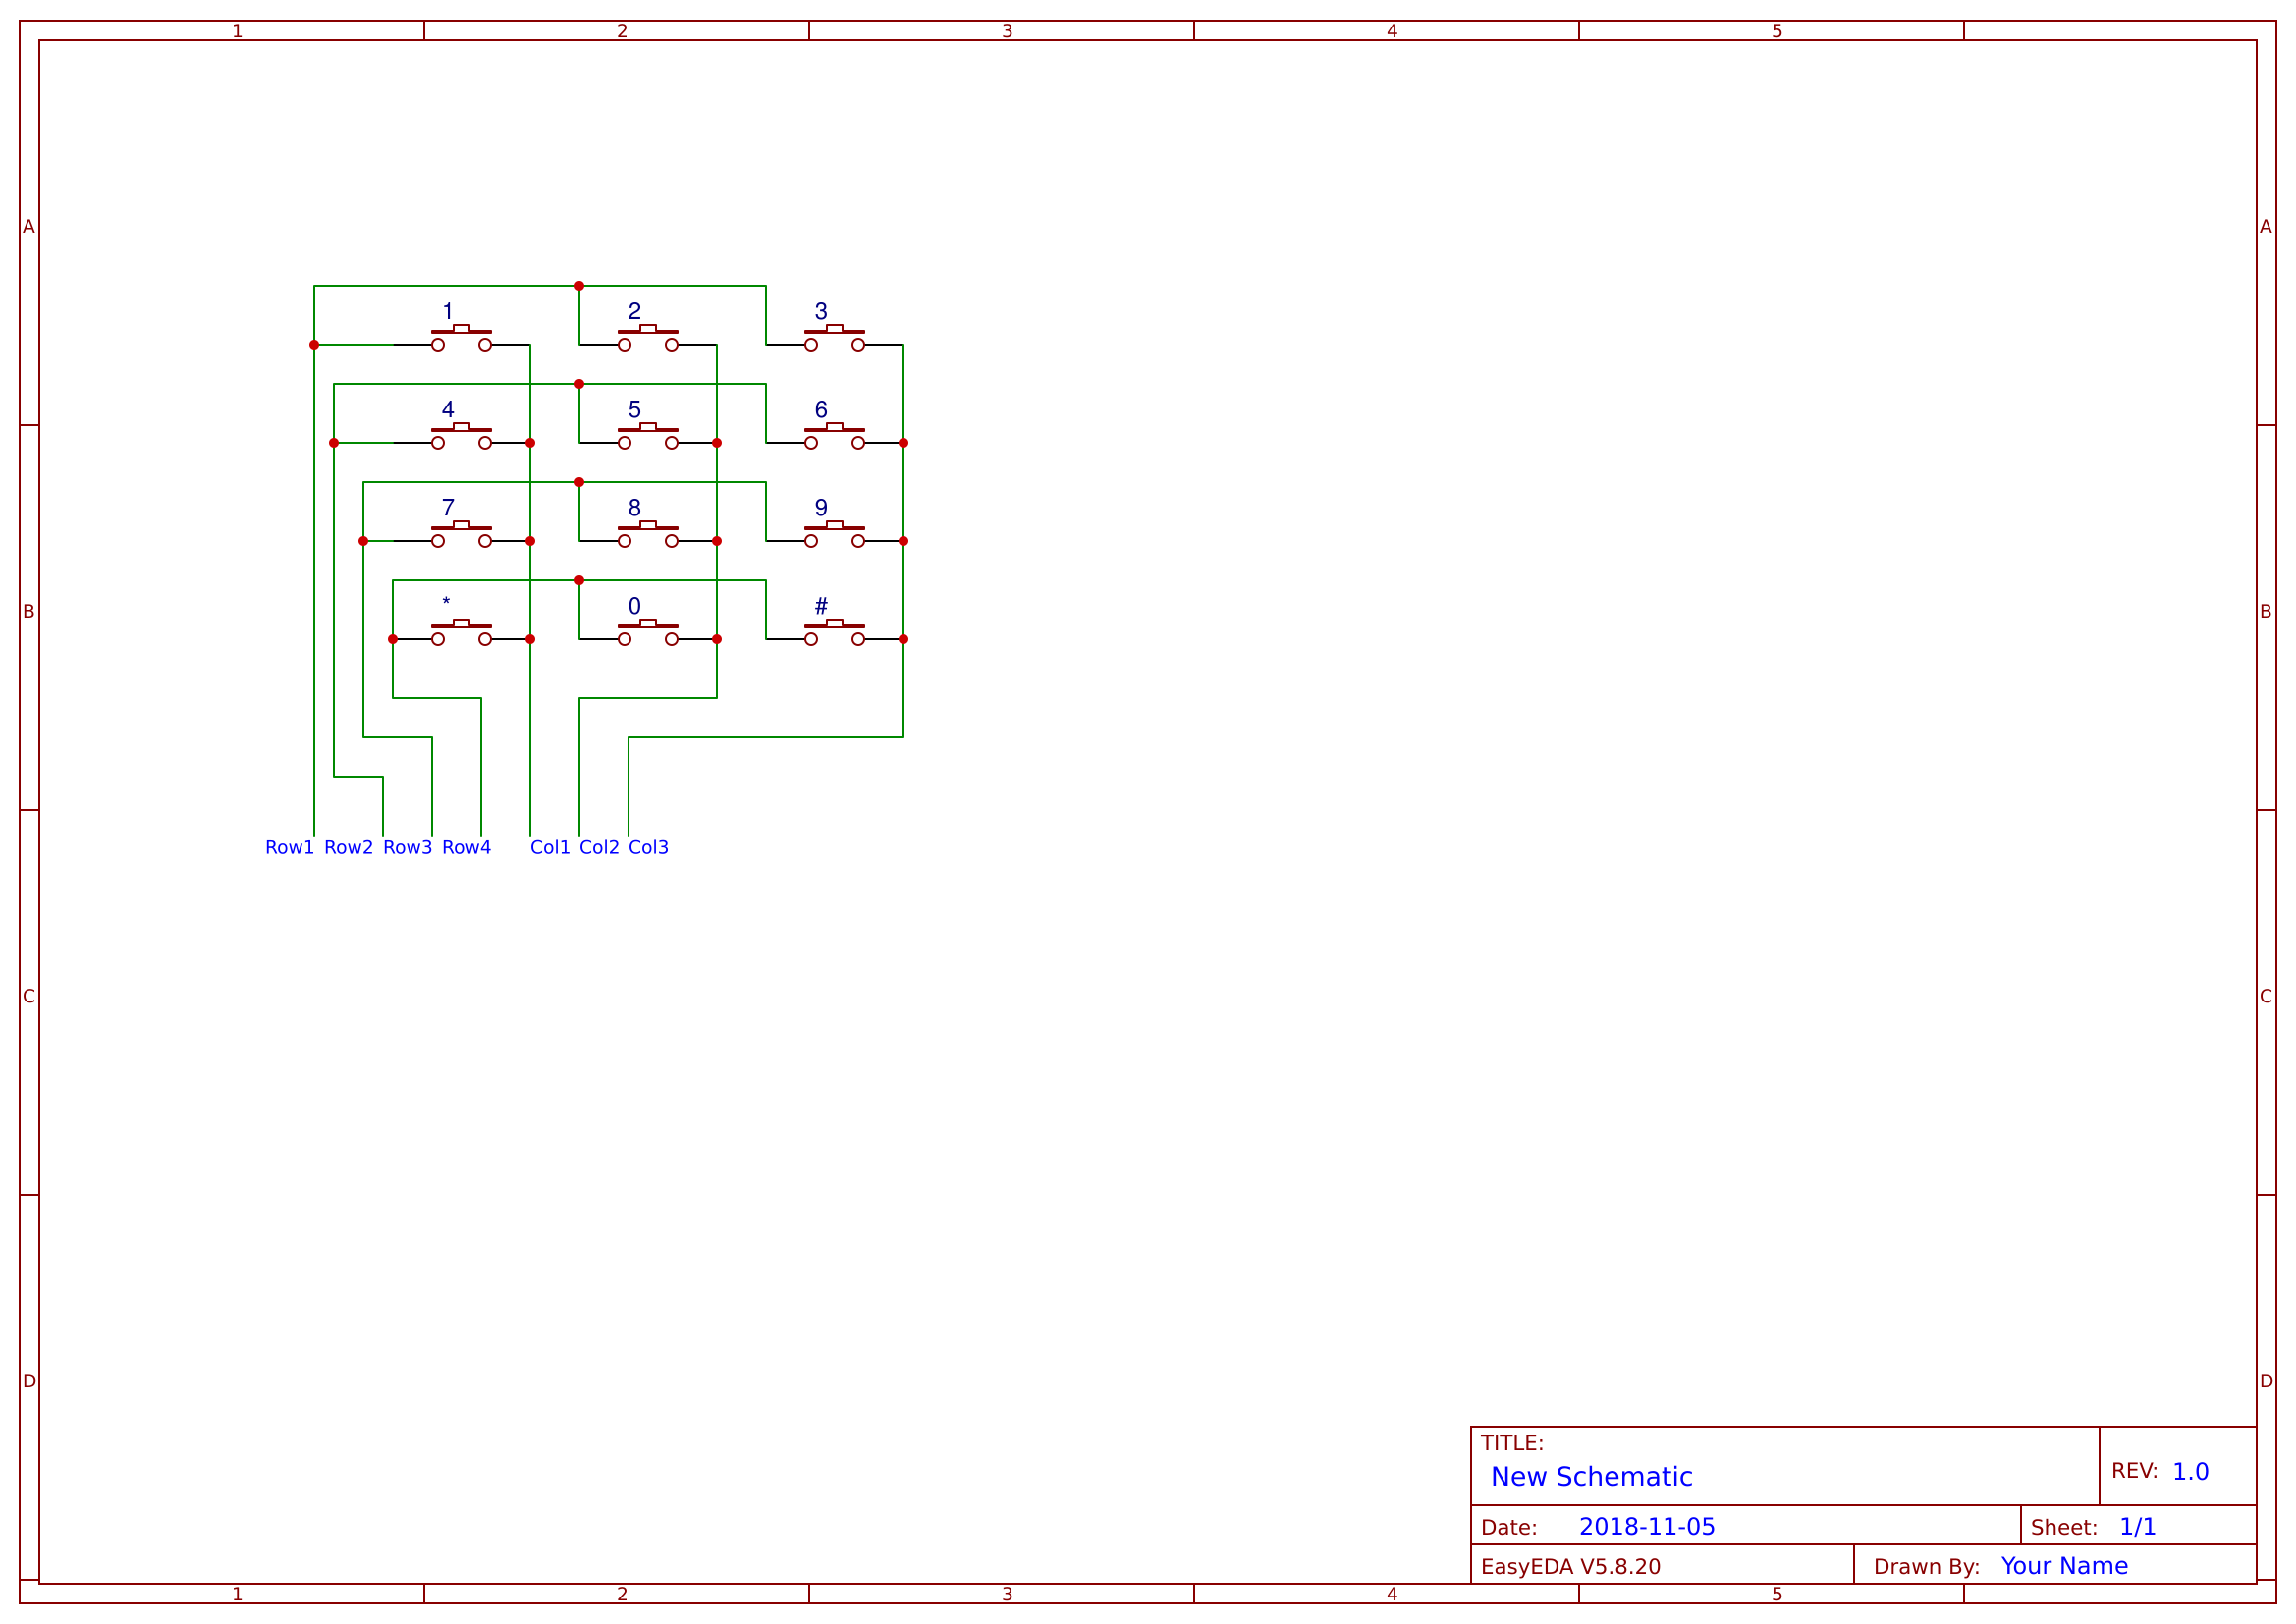 1 2 3 4 5
A A
1 2 3
4 5 6
B B
7 8 9
* 0 #
Row1 Row2 Row3 Row4 Col1 Col2 Col3
C C
D D
TITLE:
New Schematic
REV: 1.0
Date: 2018-11-05
Sheet: 1/1
EasyEDA V5.8.20
Drawn By: Your Name
1 2 3 4 5